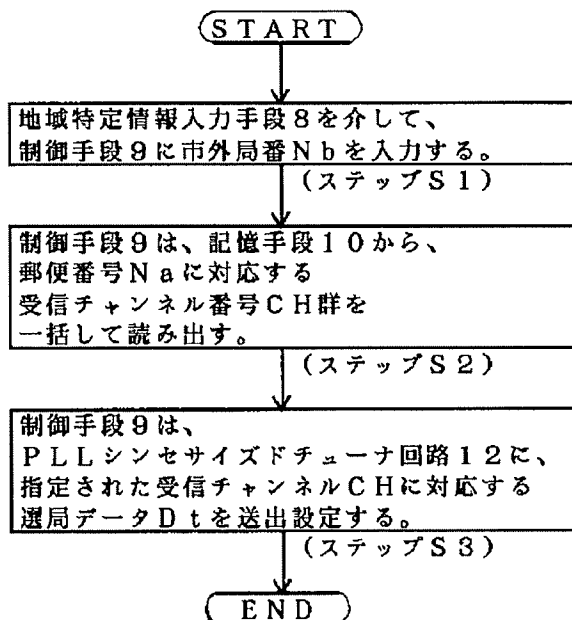 START
地域特定情報入力手段8を介して、
制御手段9に市外局番Nbを入力する。
(ステップS1)
制御手段9は、記憶手段10から、
郵便番号Naに対応する
受信チャンネル番号CH群を
一括して読み出す。
(ステップS2)
制御手段9は、
PLLシンセサイズドチューナ回路12に、
指定された受信チャンネルCHに対応する
選局データDtを送出設定する。
(ステップS3)
END